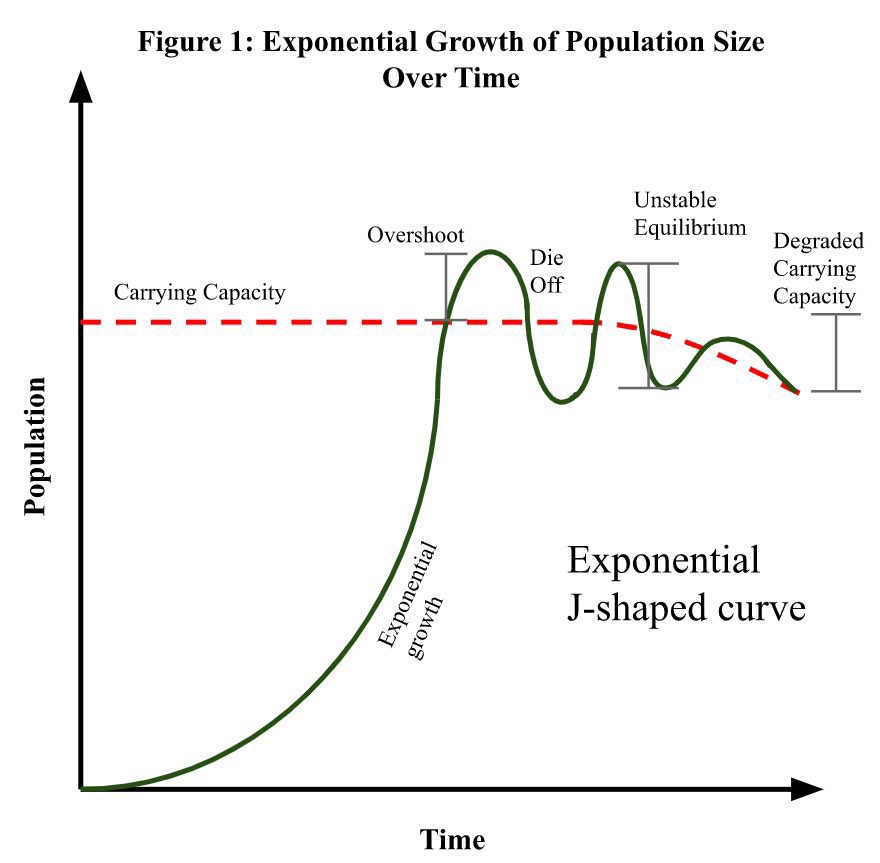 Figure 1: Exponential Growth of Population Size
Over Time
Unstable
Equilibrium
Overshoot
Die
Off
Degraded
Carrying
Capacity
Carrying Capacity
Population
Exponential
growth
Exponential
J-shaped curve
Time